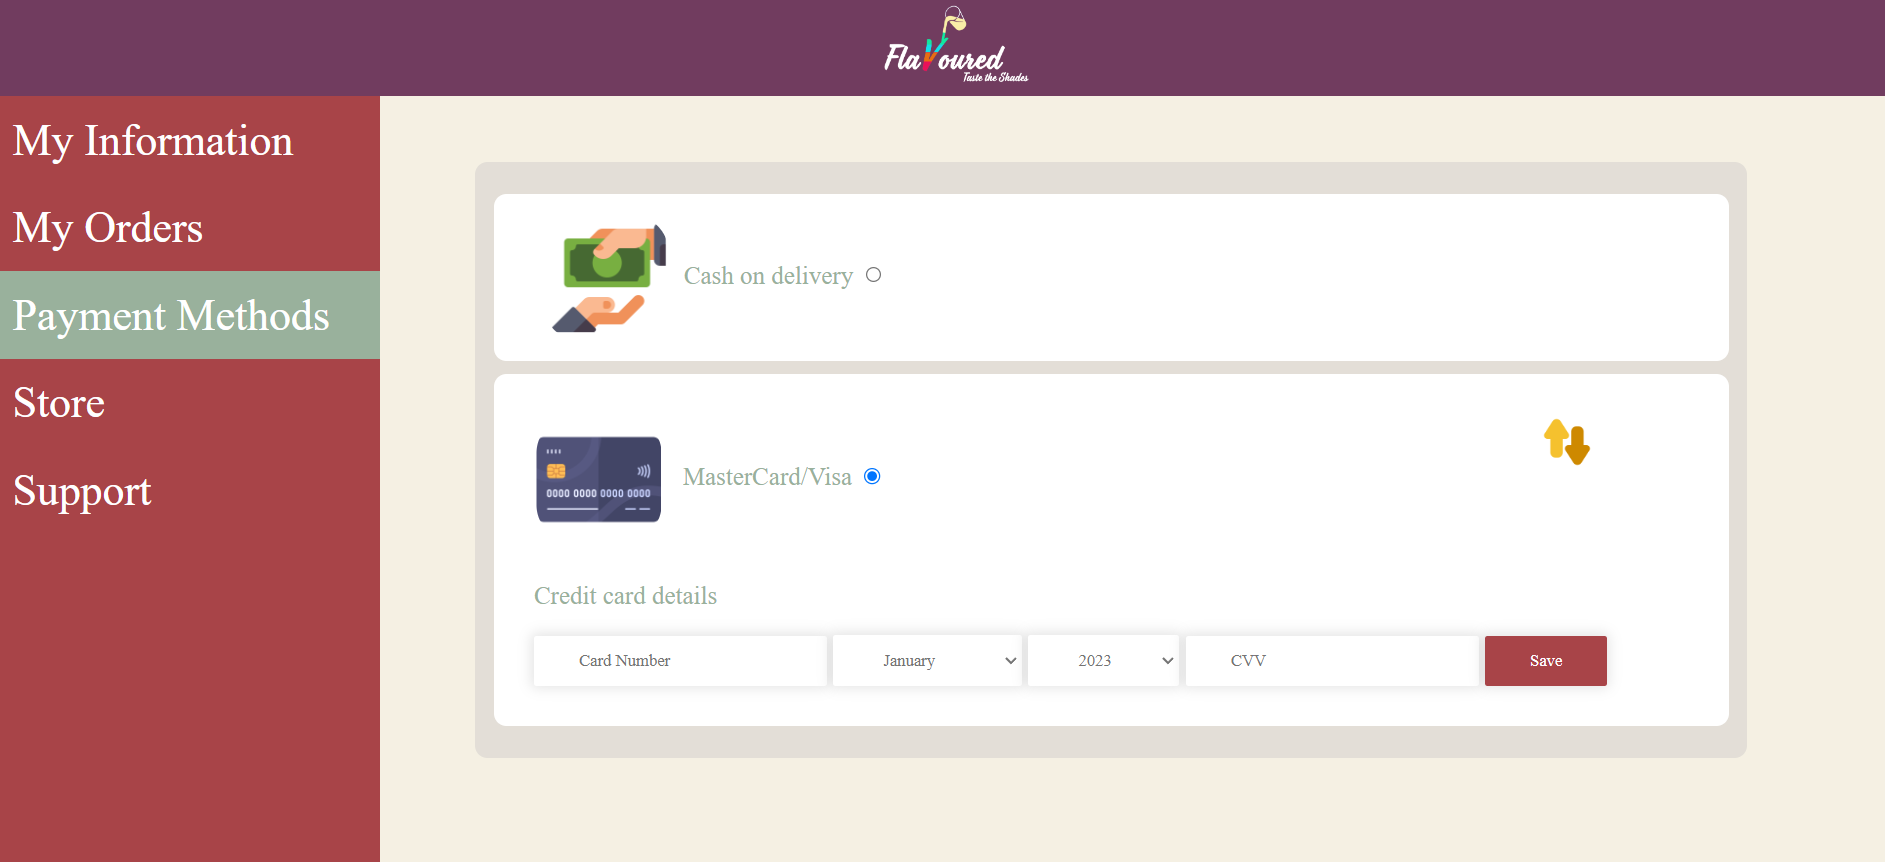 FlaVoured
Taste the Shades
My Information
My Orders
Payment Methods
Store
Support
Cash on delivery
MasterCard/Visa
0000 0000 0000 0000
Credit card details
Card Number
January
2023
CVV
Save